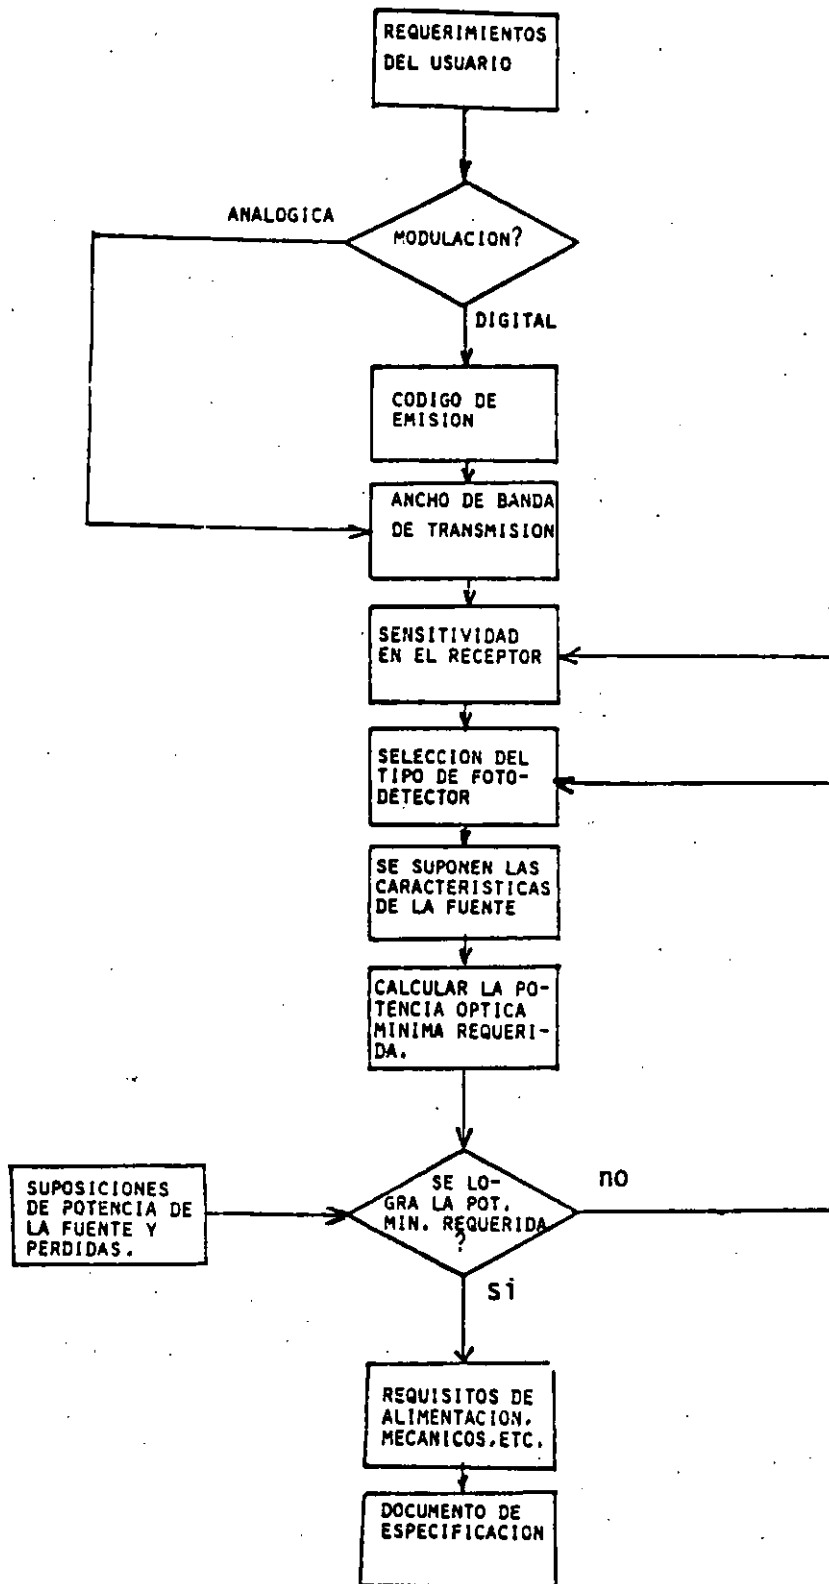 REQUERIMIENTOS
DEL USUARIO
ANALOGICA
MODULACION?
DIGITAL
CODIGO DE
EMISION
ANCHO DE BANDA
DE TRANSMISION
SENSITIVIDAD
EN EL RECEPTOR
SELECCION DEL
TIPO DE FOTO-
DETECTOR
SE SUPONEN LAS
CARACTERISTICAS
DE LA FUENTE
CALCULAR LA PO-
TENCIA OPTICA
MINIMA REQUERI-
DA.
SUPOSICIONES
DE POTENCIA DE
LA FUENTE Y
PERDIDAS.
SE LO-
GRA LA POT.
MIN. REQUERIDA
?
no
si
REQUISITOS DE
ALIMENTACION,
MECANICOS,ETC.
DOCUMENTO DE
ESPECIFICACION